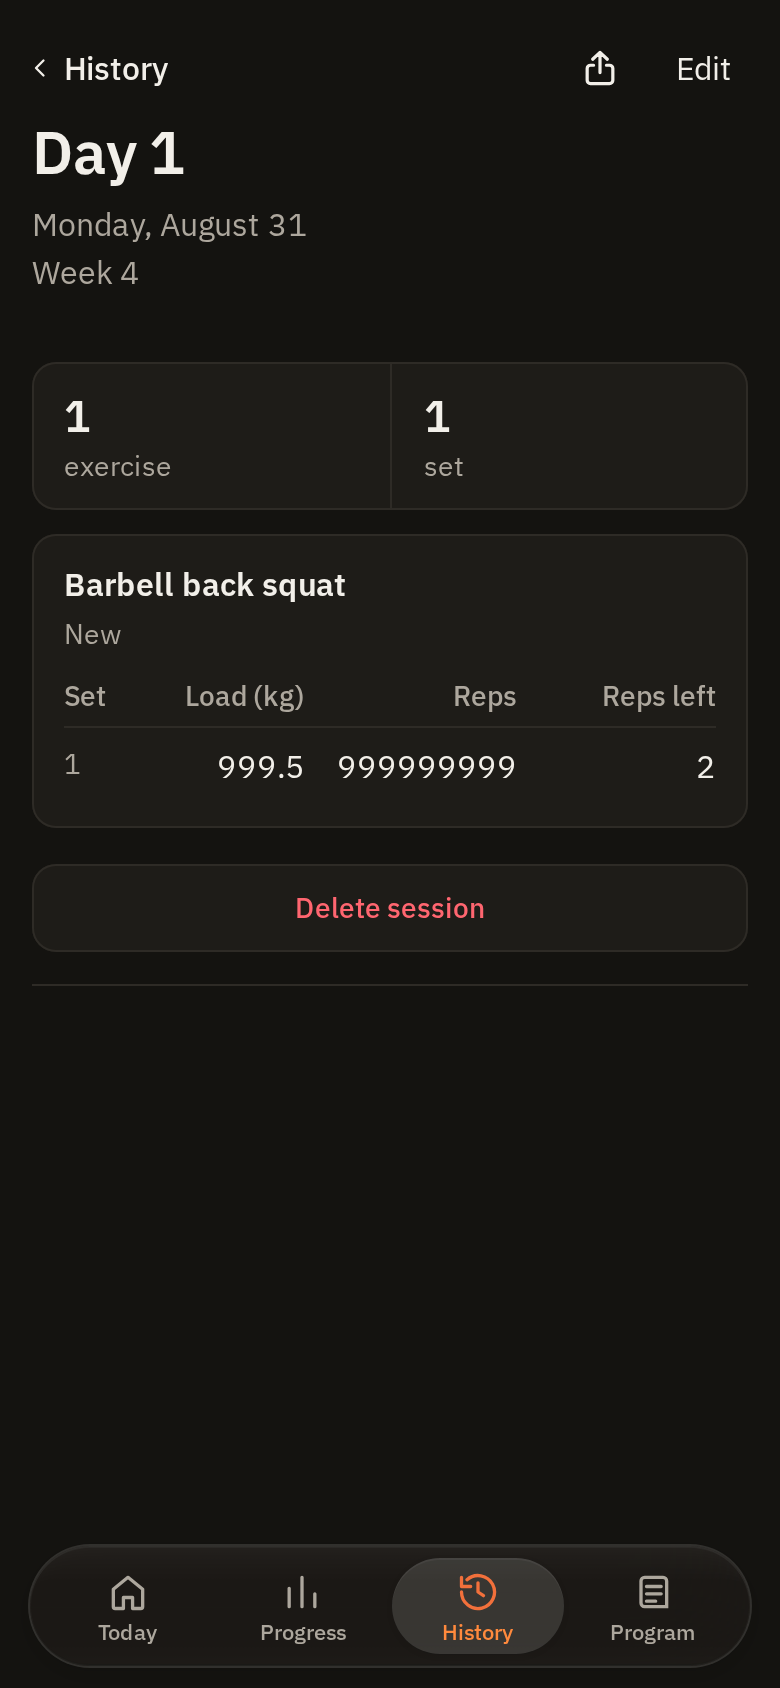 History
Edit
Day 1
Monday, August 31
Week 4
1 1
exercise set
Barbell back squat
New
Set Load (kg) Reps Reps left
1 999.5 999999999 2
Delete session
Today Progress History Program